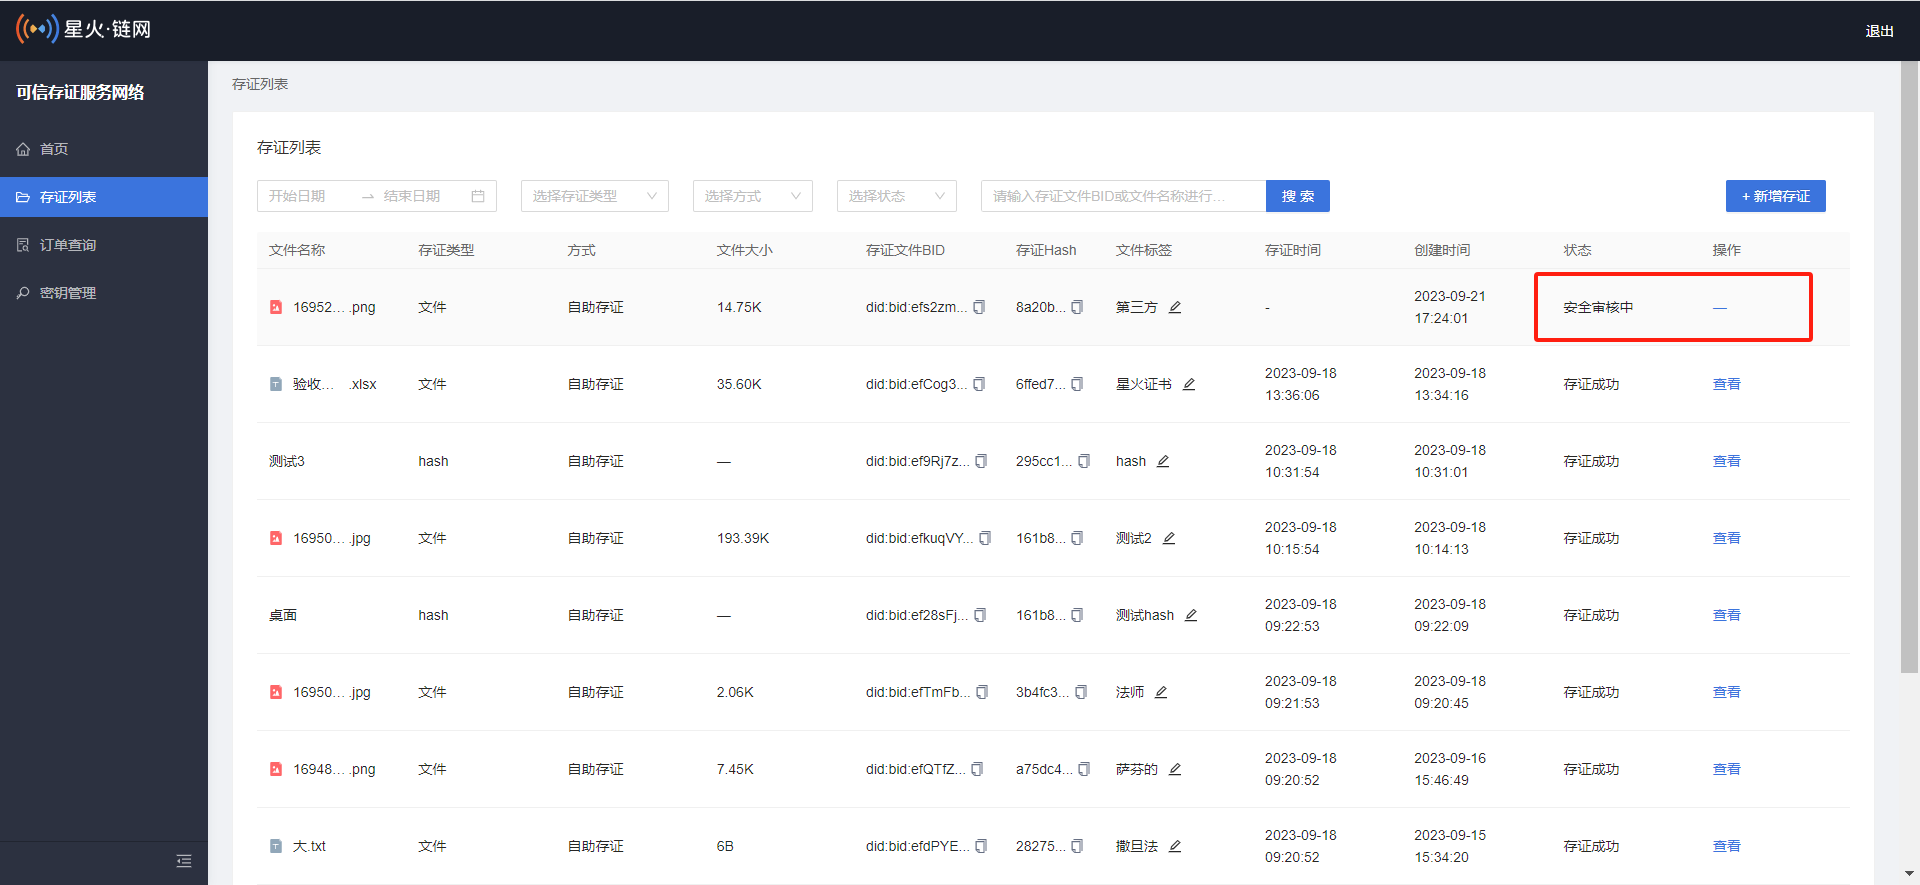 星火·链网
退出
可信存证服务网络
首页
存证列表
订单查询
密钥管理
存证列表
存证列表
开始日期 → 结束日期 选择存证类型 选择方式 选择状态 请输入存证文件BID或文件名称进行... 搜 索 + 新增存证
文件名称 存证类型 方式 文件大小 存证文件BID 存证Hash 文件标签 存证时间 创建时间 状态 操作
16952... .png 文件 自助存证 14.75K did:bid:efs2zm... 8a20b... 第三方 - 2023-09-21 17:24:01 安全审核中 —
验收... .xlsx 文件 自助存证 35.60K did:bid:efCog3... 6ffed7... 星火证书 2023-09-18 13:36:06 2023-09-18 13:34:16 存证成功 查看
测试3 hash 自助存证 — did:bid:ef9Rj7z... 295cc1... hash 2023-09-18 10:31:54 2023-09-18 10:31:01 存证成功 查看
16950... .jpg 文件 自助存证 193.39K did:bid:efkuqVY... 161b8... 测试2 2023-09-18 10:15:54 2023-09-18 10:14:13 存证成功 查看
桌面 hash 自助存证 — did:bid:ef28sFj... 161b8... 测试hash 2023-09-18 09:22:53 2023-09-18 09:22:09 存证成功 查看
16950... .jpg 文件 自助存证 2.06K did:bid:efTmFb... 3b4fc3... 法师 2023-09-18 09:21:53 2023-09-18 09:20:45 存证成功 查看
16948... .png 文件 自助存证 7.45K did:bid:efQTfZ... a75dc4... 萨芬的 2023-09-18 09:20:52 2023-09-16 15:46:49 存证成功 查看
大.txt 文件 自助存证 6B did:bid:efdPYE... 28275... 撒旦法 2023-09-18 09:20:52 2023-09-15 15:34:20 存证成功 查看